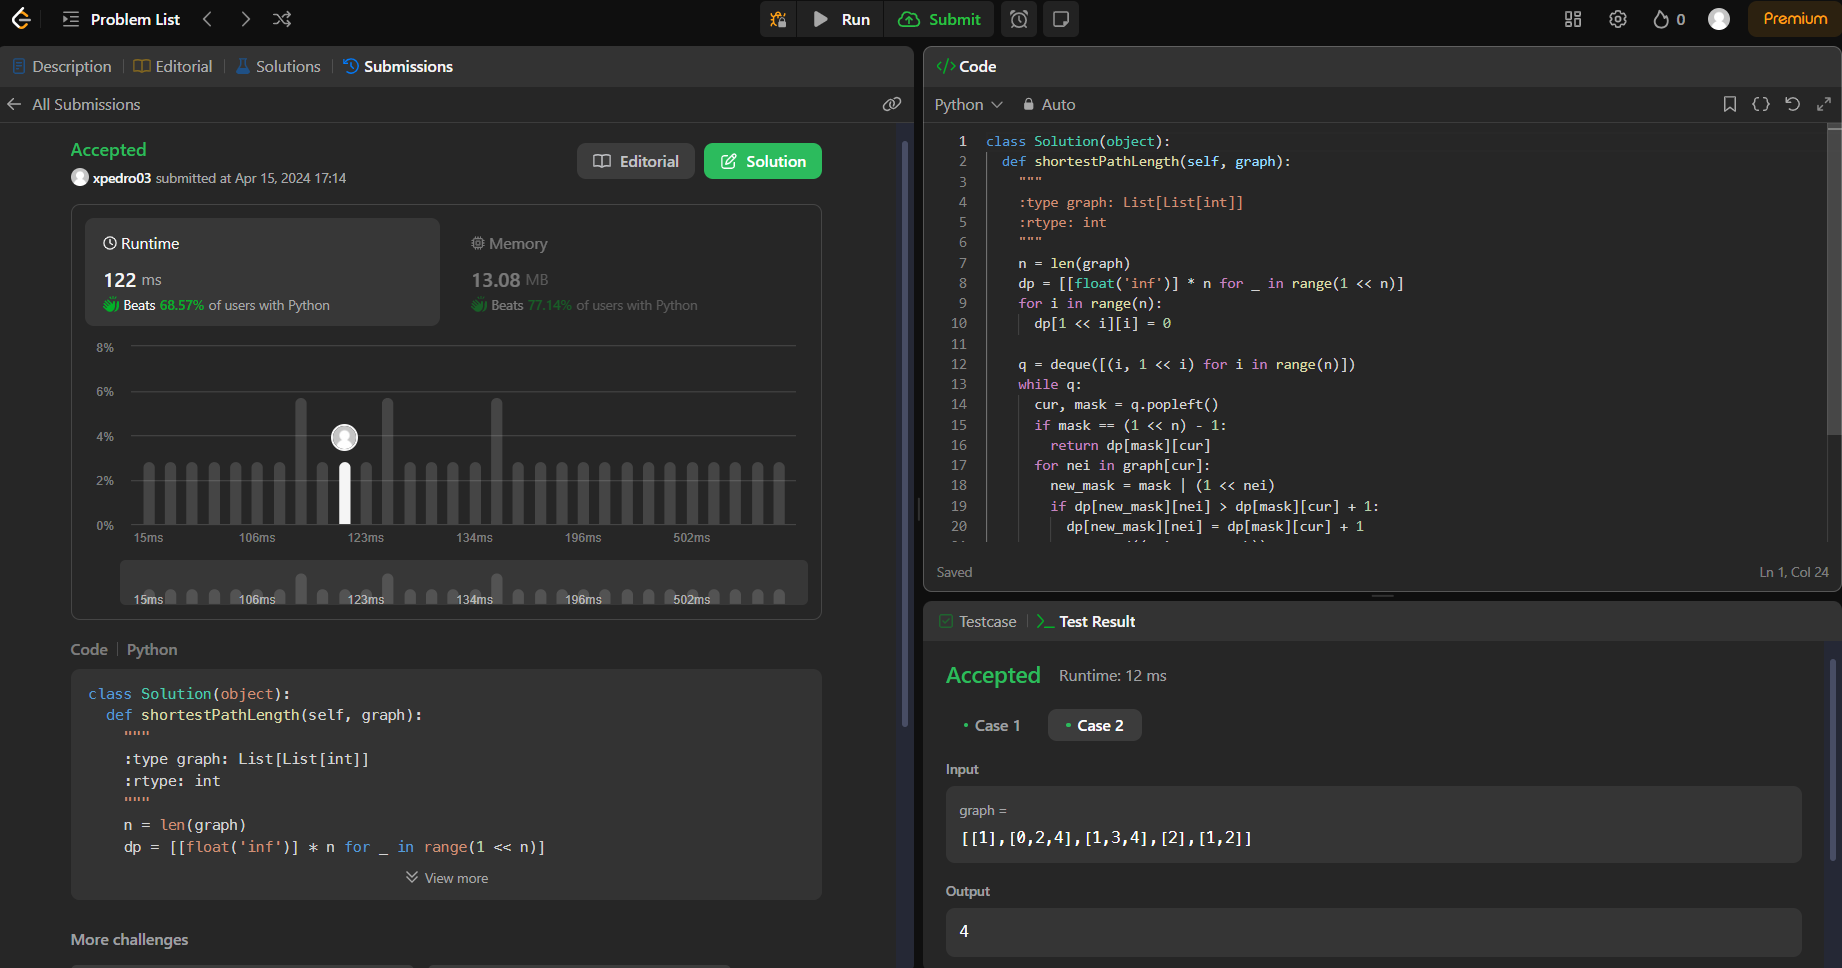 Problem List
Run
Submit
0
Premium
Description
Editorial
Solutions
Submissions
All Submissions
Accepted
xpedro03 submitted at Apr 15, 2024 17:14
Editorial
Solution
Runtime
122 ms
Beats 68.57% of users with Python
Memory
13.08 MB
Beats 77.14% of users with Python
8%
6%
4%
2%
0%
15ms 106ms 123ms 134ms 196ms 502ms
15ms 106ms 123ms 134ms 196ms 502ms
Code | Python
class Solution(object):
def shortestPathLength(self, graph):
"""
:type graph: List[List[int]]
:rtype: int
"""
n = len(graph)
dp = [[float('inf')] * n for _ in range(1 << n)]
View more
More challenges
</> Code
Python
Auto
1 class Solution(object):
2 def shortestPathLength(self, graph):
3 """
4 :type graph: List[List[int]]
5 :rtype: int
6 """
7 n = len(graph)
8 dp = [[float('inf')] * n for _ in range(1 << n)]
9 for i in range(n):
10 dp[1 << i][i] = 0
11
12 q = deque([(i, 1 << i) for i in range(n)])
13 while q:
14 cur, mask = q.popleft()
15 if mask == (1 << n) - 1:
16 return dp[mask][cur]
17 for nei in graph[cur]:
18 new_mask = mask | (1 << nei)
19 if dp[new_mask][nei] > dp[mask][cur] + 1:
20 dp[new_mask][nei] = dp[mask][cur] + 1
Saved
Ln 1, Col 24
Testcase
Test Result
Accepted
Runtime: 12 ms
• Case 1
• Case 2
Input
graph =
[[1],[0,2,4],[1,3,4],[2],[1,2]]
Output
4